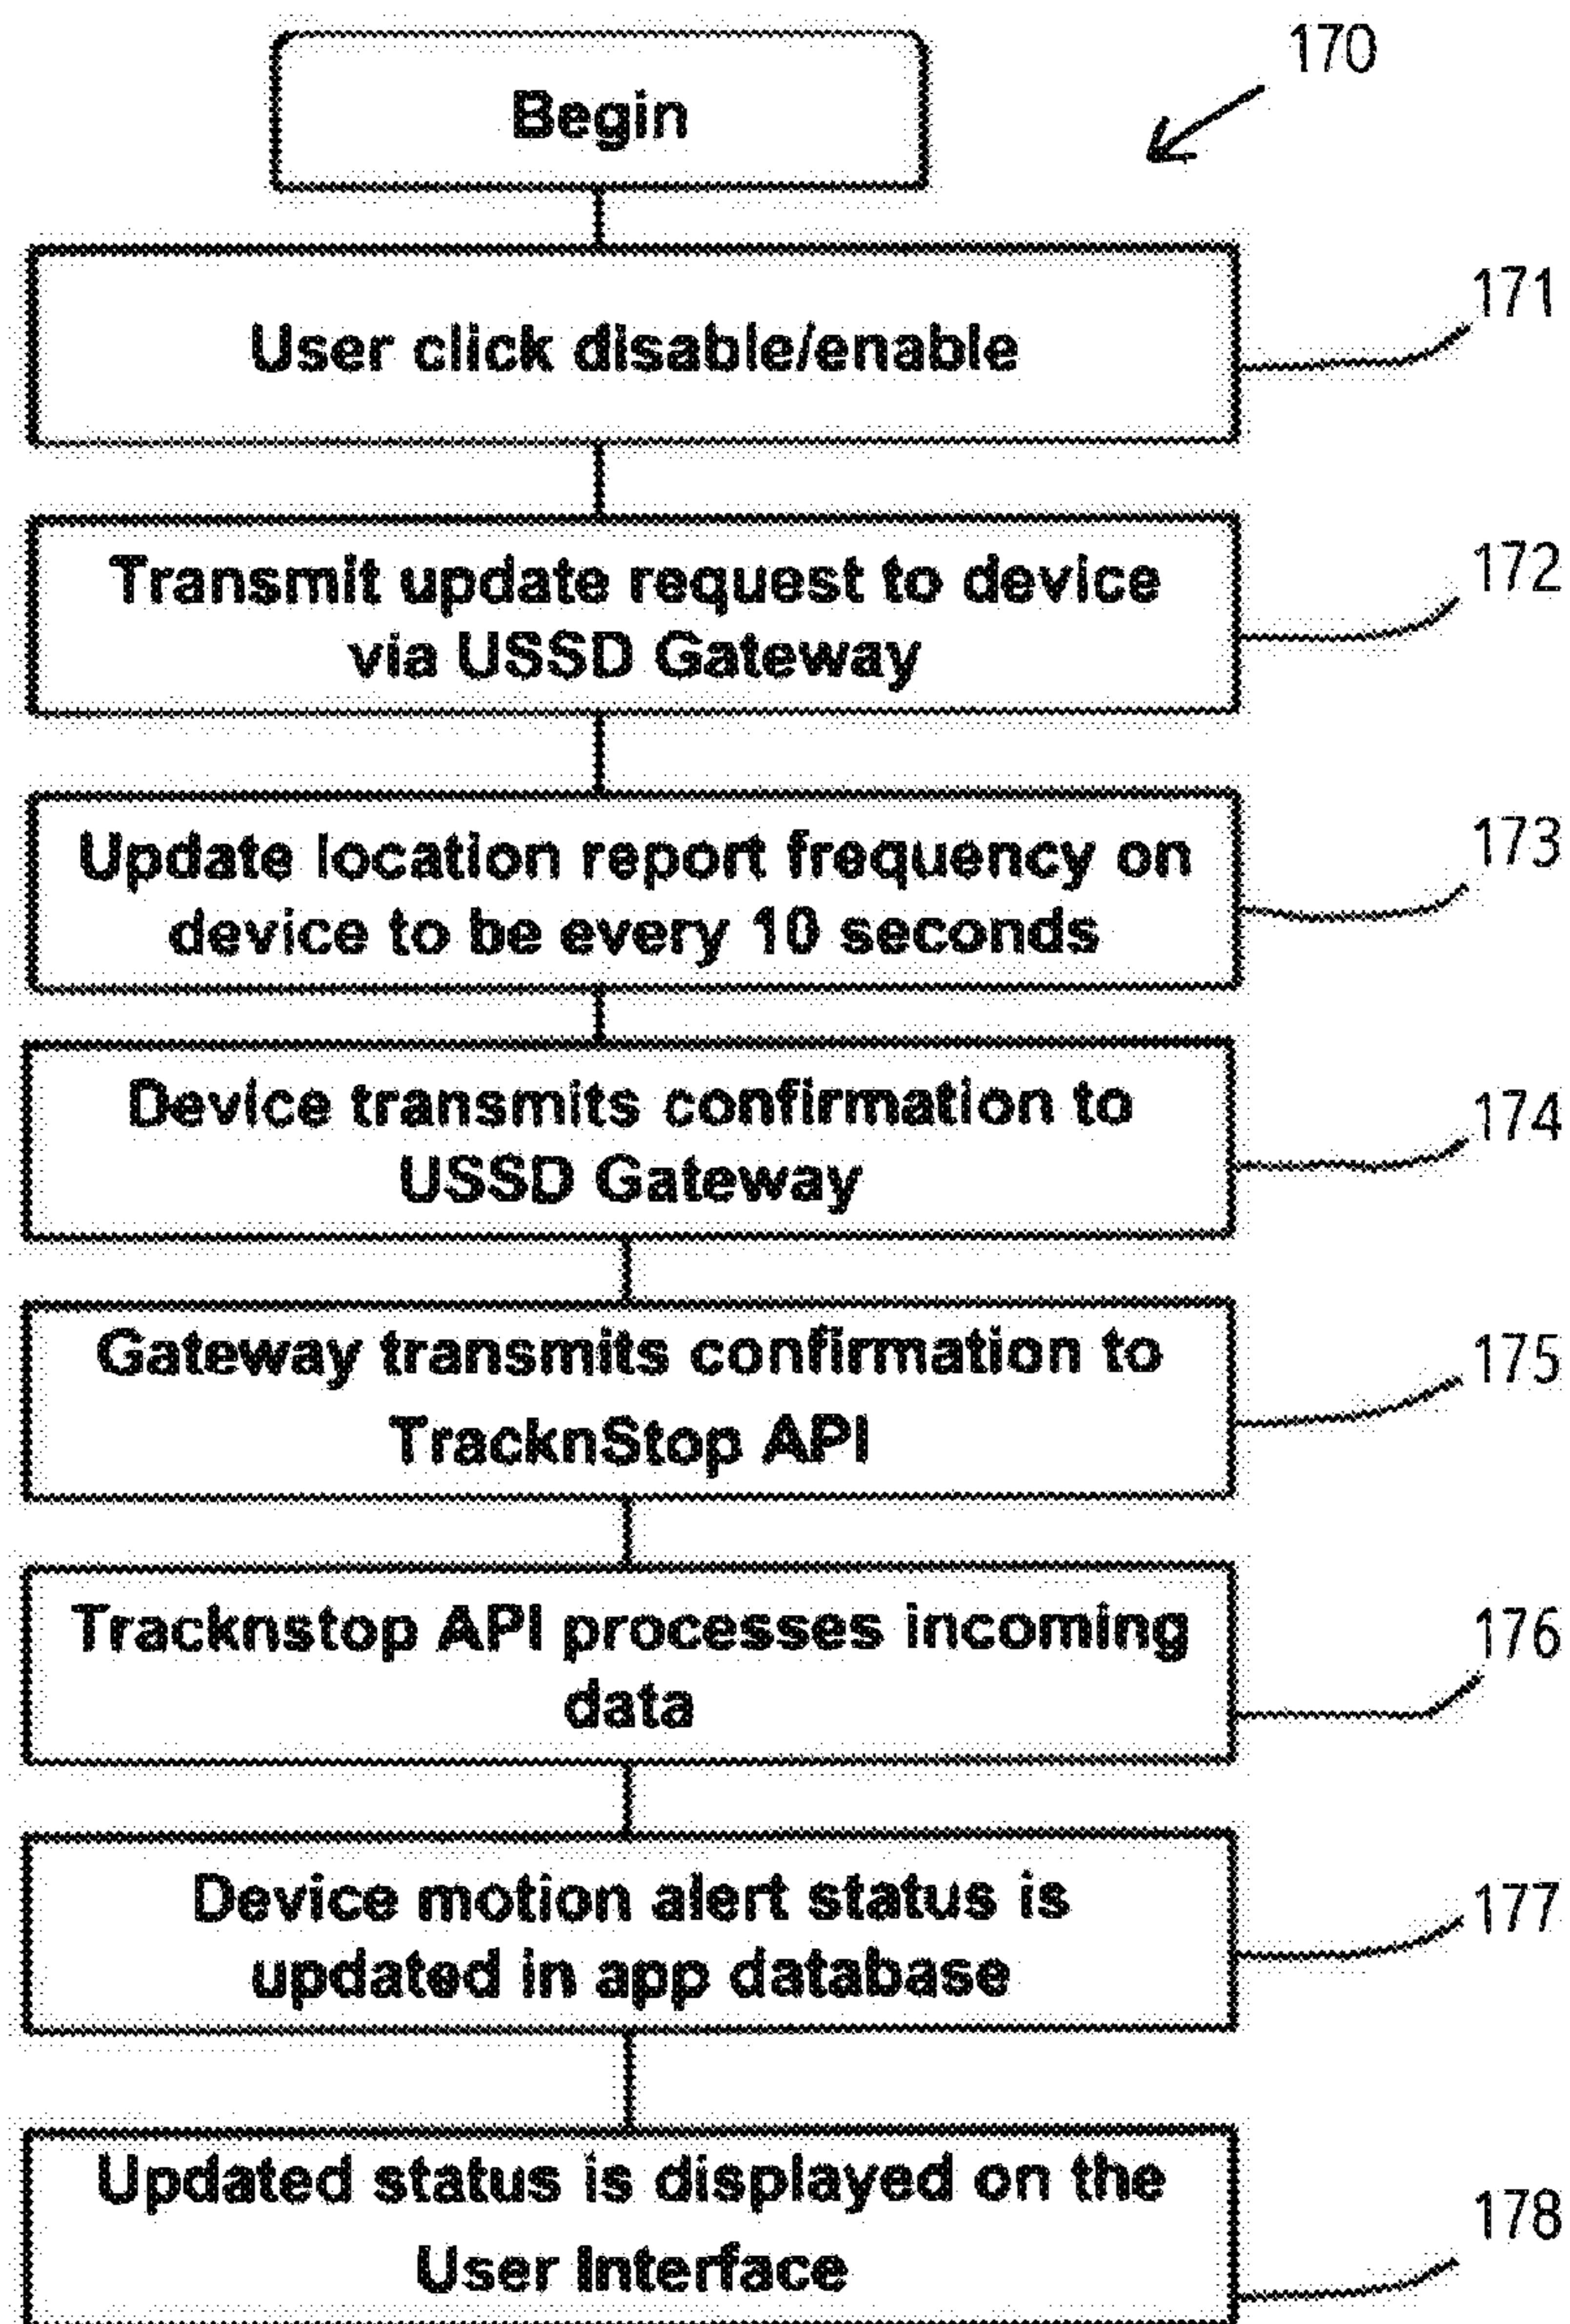 Begin
170
User click disable/enable
171
Transmit update request to device
via USSD Gateway
172
Update location report frequency on
device to be every 10 seconds
173
Device transmits confirmation to
USSD Gateway
174
Gateway transmits confirmation to
TracknStop API
175
Tracknstop API processes incoming
data
176
Device motion alert status is
updated in app database
177
Updated status is displayed on the
User Interface
178